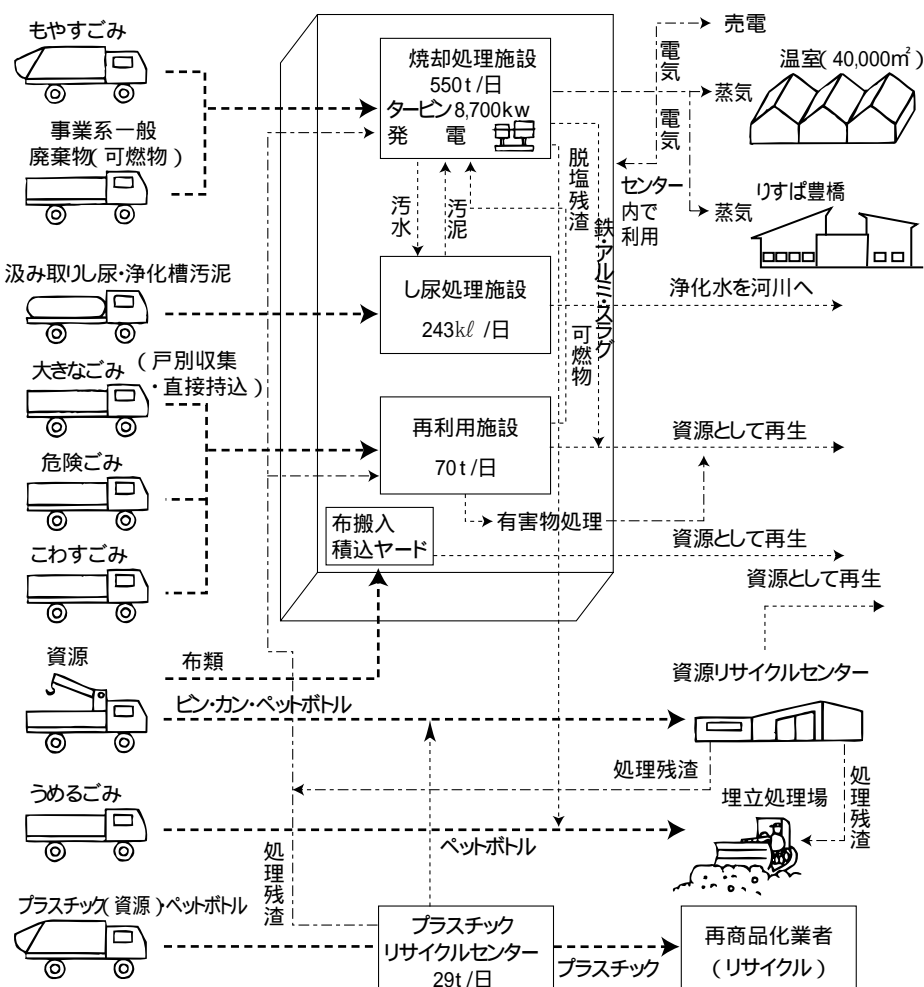 もやすごみ
事業系一般
廃棄物(可燃物)
汲み取りし尿・浄化槽汚泥
大きなごみ
(戸別収集
・直接持込)
危険ごみ
こわすごみ
資源
布類
ビン・カン・ペットボトル
うめるごみ
ペットボトル
プラスチック(資源)・ペットボトル
焼却処理施設
550t/日
タービン8,700kw
発 電
汚水
汚泥
し尿処理施設
243kℓ/日
再利用施設
70t/日
布搬入
積込ヤード
有害物処理
脱塩残渣
可燃物
鉄・アルミ・スラグ
センター
内で
利用
電気
電気
売電
蒸気
温室(40,000㎡)
蒸気
りすぱ豊橋
浄化水を河川へ
資源として再生
資源として再生
資源として再生
資源リサイクルセンター
処理残渣
処理残渣
埋立処理場
処理残渣
プラスチック
リサイクルセンター
29t/日
プラスチック
再商品化業者
(リサイクル)